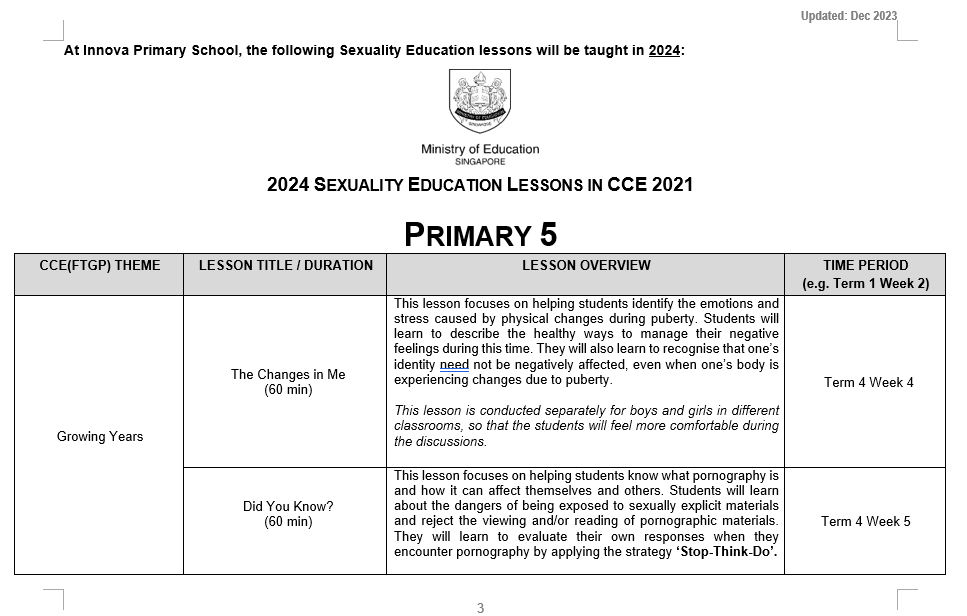 Updated: Dec 2023
At Innova Primary School, the following Sexuality Education lessons will be taught in 2024:
Ministry of Education
SINGAPORE
2024 SEXUALITY EDUCATION LESSONS IN CCE 2021
PRIMARY 5
CCE(FTGP) THEME
LESSON TITLE / DURATION
LESSON OVERVIEW
TIME PERIOD
(e.g. Term 1 Week 2)
Growing Years
The Changes in Me
(60 min)
This lesson focuses on helping students identify the emotions and
stress caused by physical changes during puberty. Students will
learn to describe the healthy ways to manage their negative
feelings during this time. They will also learn to recognise that one’s
identity need not be negatively affected, even when one’s body is
experiencing changes due to puberty.
This lesson is conducted separately for boys and girls in different
classrooms, so that the students will feel more comfortable during
the discussions.
Term 4 Week 4
Did You Know?
(60 min)
This lesson focuses on helping students know what pornography is
and how it can affect themselves and others. Students will learn
about the dangers of being exposed to sexually explicit materials
and reject the viewing and/or reading of pornographic materials.
They will learn to evaluate their own responses when they
encounter pornography by applying the strategy ‘Stop-Think-Do’.
Term 4 Week 5
3